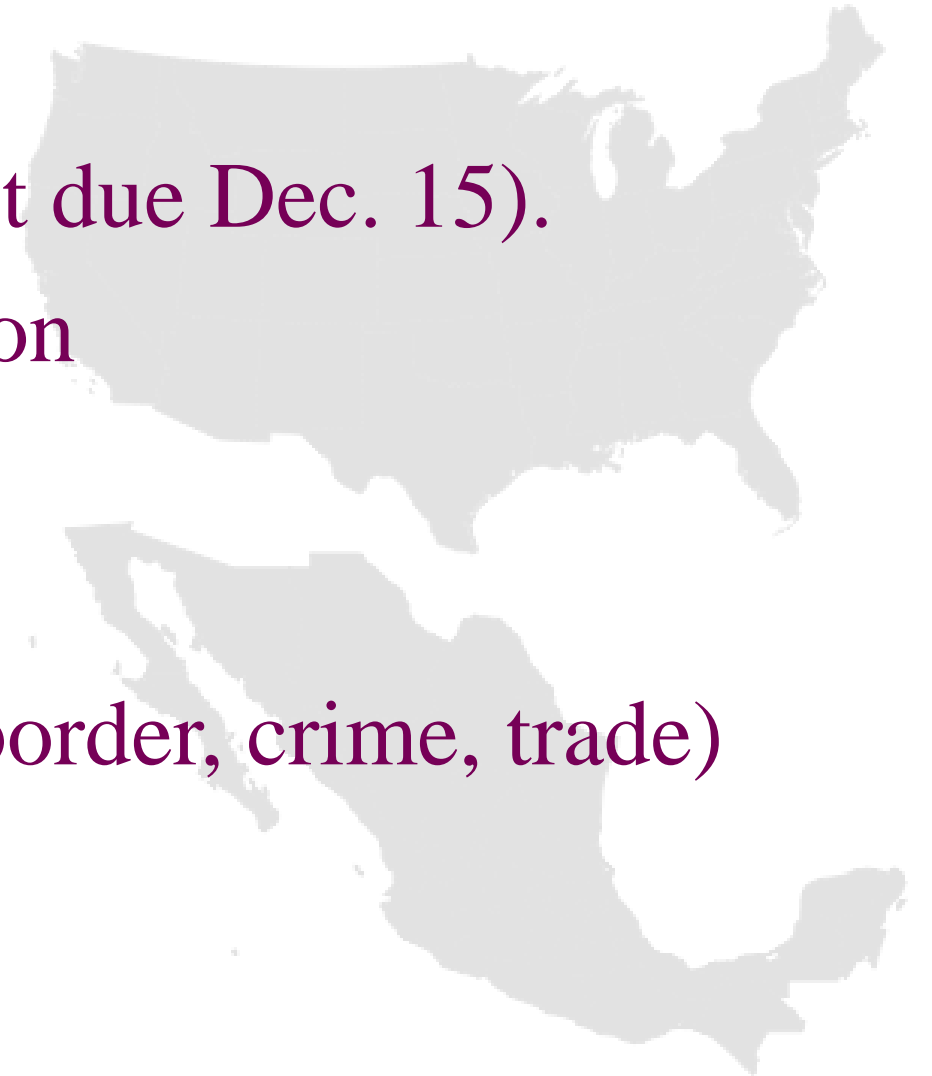 t due Dec. 15).
on
order, crime, trade)